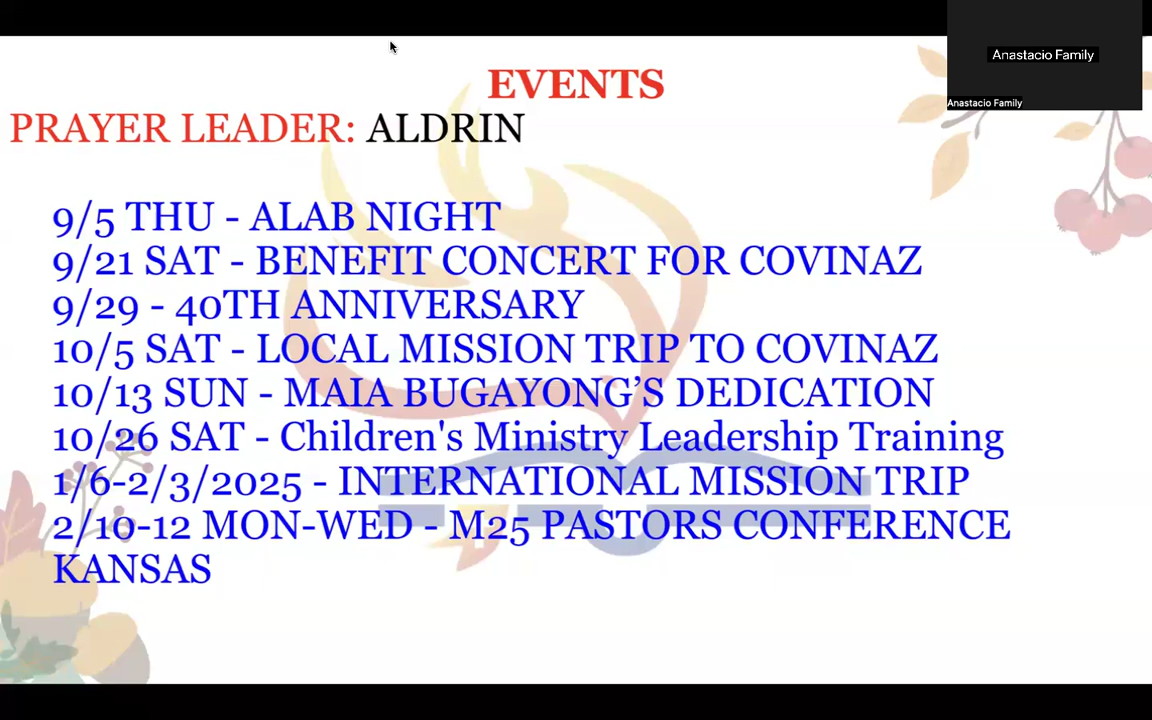 Anastacio Family
Anastacio Family
EVENTS
PRAYER LEADER: ALDRIN
9/5 THU - ALAB NIGHT
9/21 SAT - BENEFIT CONCERT FOR COVINAZ
9/29 - 40TH ANNIVERSARY
10/5 SAT - LOCAL MISSION TRIP TO COVINAZ
10/13 SUN - MAIA BUGAYONG’S DEDICATION
10/26 SAT - Children's Ministry Leadership Training
1/6-2/3/2025 - INTERNATIONAL MISSION TRIP
2/10-12 MON-WED - M25 PASTORS CONFERENCE
KANSAS